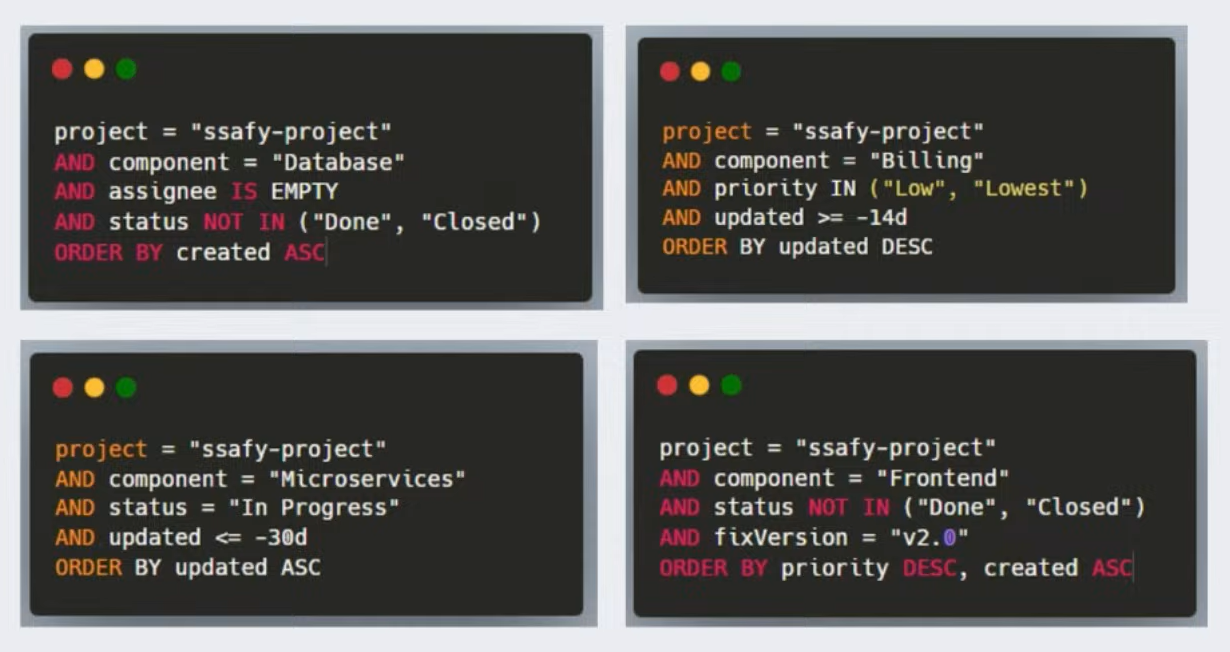 project = "ssafy-project"
AND component = "Database"
AND assignee IS EMPTY
AND status NOT IN ("Done", "Closed")
ORDER BY created ASC
project = "ssafy-project"
AND component = "Billing"
AND priority IN ("Low", "Lowest")
AND updated >= -14d
ORDER BY updated DESC
project = "ssafy-project"
AND component = "Microservices"
AND status = "In Progress"
AND updated <= -30d
ORDER BY updated ASC
project = "ssafy-project"
AND component = "Frontend"
AND status NOT IN ("Done", "Closed")
AND fixVersion = "v2.0"
ORDER BY priority DESC, created ASC